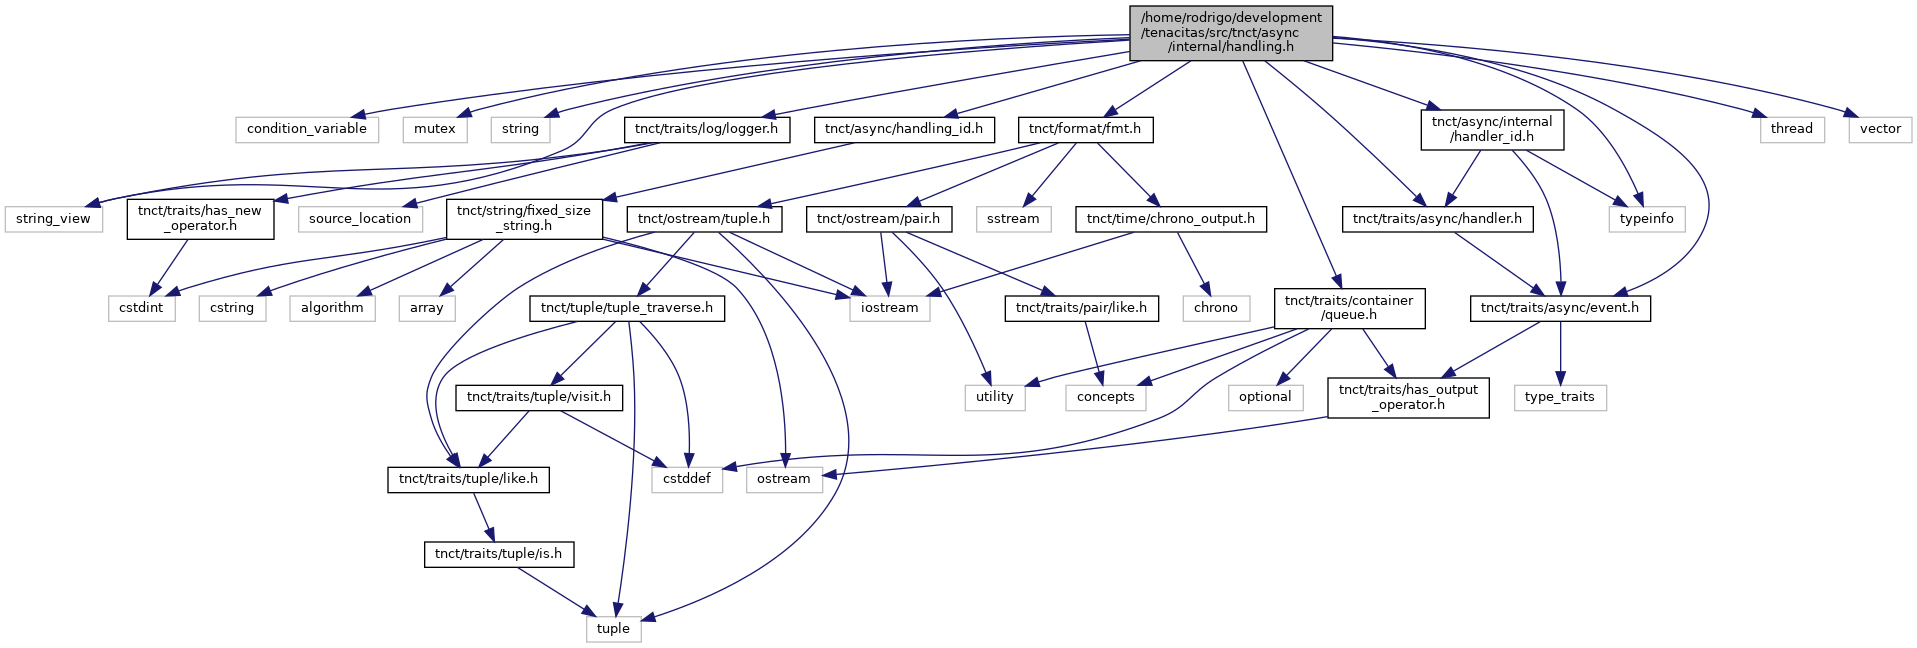 /home/rodrigo/development
/tenacitas/src/tnct/async
/internal/handling.h
condition_variable
mutex
string
tnct/traits/log/logger.h
tnct/async/handling_id.h
tnct/format/fmt.h
tnct/async/internal
/handler_id.h
thread
vector
string_view
tnct/traits/has_new
_operator.h
source_location
tnct/string/fixed_size
_string.h
tnct/ostream/tuple.h
tnct/ostream/pair.h
sstream
tnct/time/chrono_output.h
tnct/traits/async/handler.h
typeinfo
cstdint
cstring
algorithm
array
tnct/tuple/tuple_traverse.h
iostream
tnct/traits/pair/like.h
chrono
tnct/traits/container
/queue.h
tnct/traits/async/event.h
tnct/traits/tuple/visit.h
utility
concepts
optional
tnct/traits/has_output
_operator.h
type_traits
tnct/traits/tuple/like.h
cstddef
ostream
tnct/traits/tuple/is.h
tuple